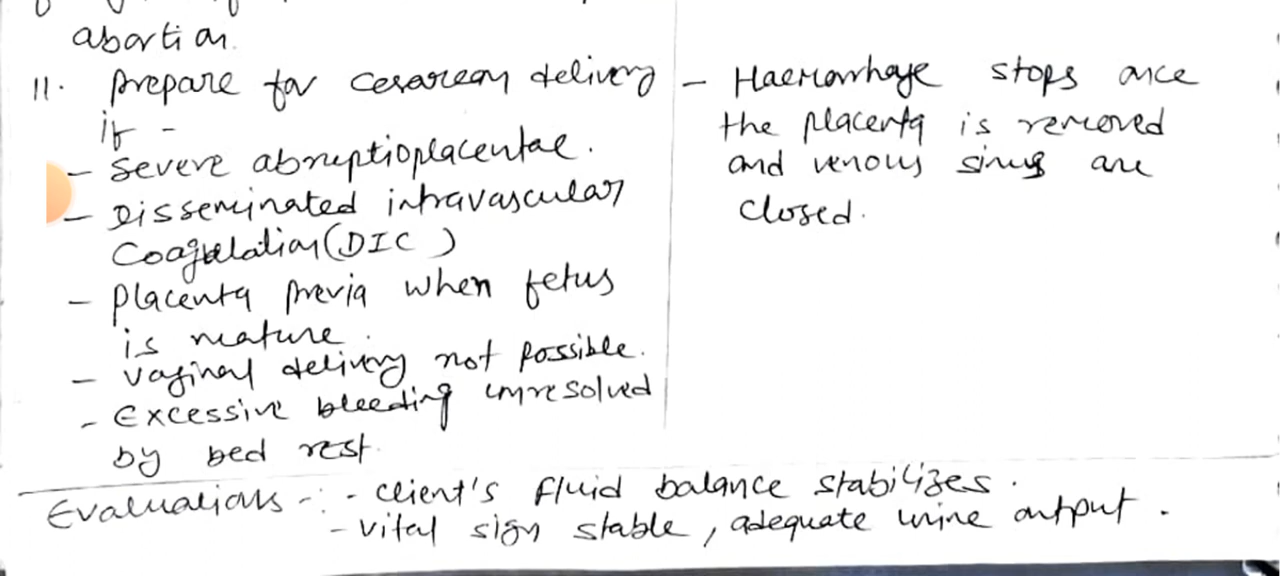 abortion.
11. prepare for cesarean delivery
if -
- severe abruptioplacentae.
- Disseminated intravascular
Coagulation (DIC)
- placenta previa when fetus
is mature.
- vaginal delivery not possible.
- Excessive bleeding unresolved
by bed rest.
- Haemorrhage stops once
the placenta is removed
and venous sinus are
closed.
Evaluations -: - client's fluid balance stabilizes.
- vital sign stable, adequate urine output.